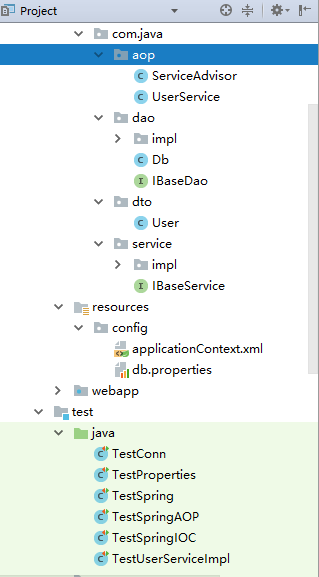 Project
com.java
aop
ServiceAdvisor
UserService
dao
impl
Db
IBaseDao
dto
User
service
impl
IBaseService
resources
config
applicationContext.xml
db.properties
webapp
test
java
TestConn
TestProperties
TestSpring
TestSpringAOP
TestSpringIOC
TestUserServiceImpl